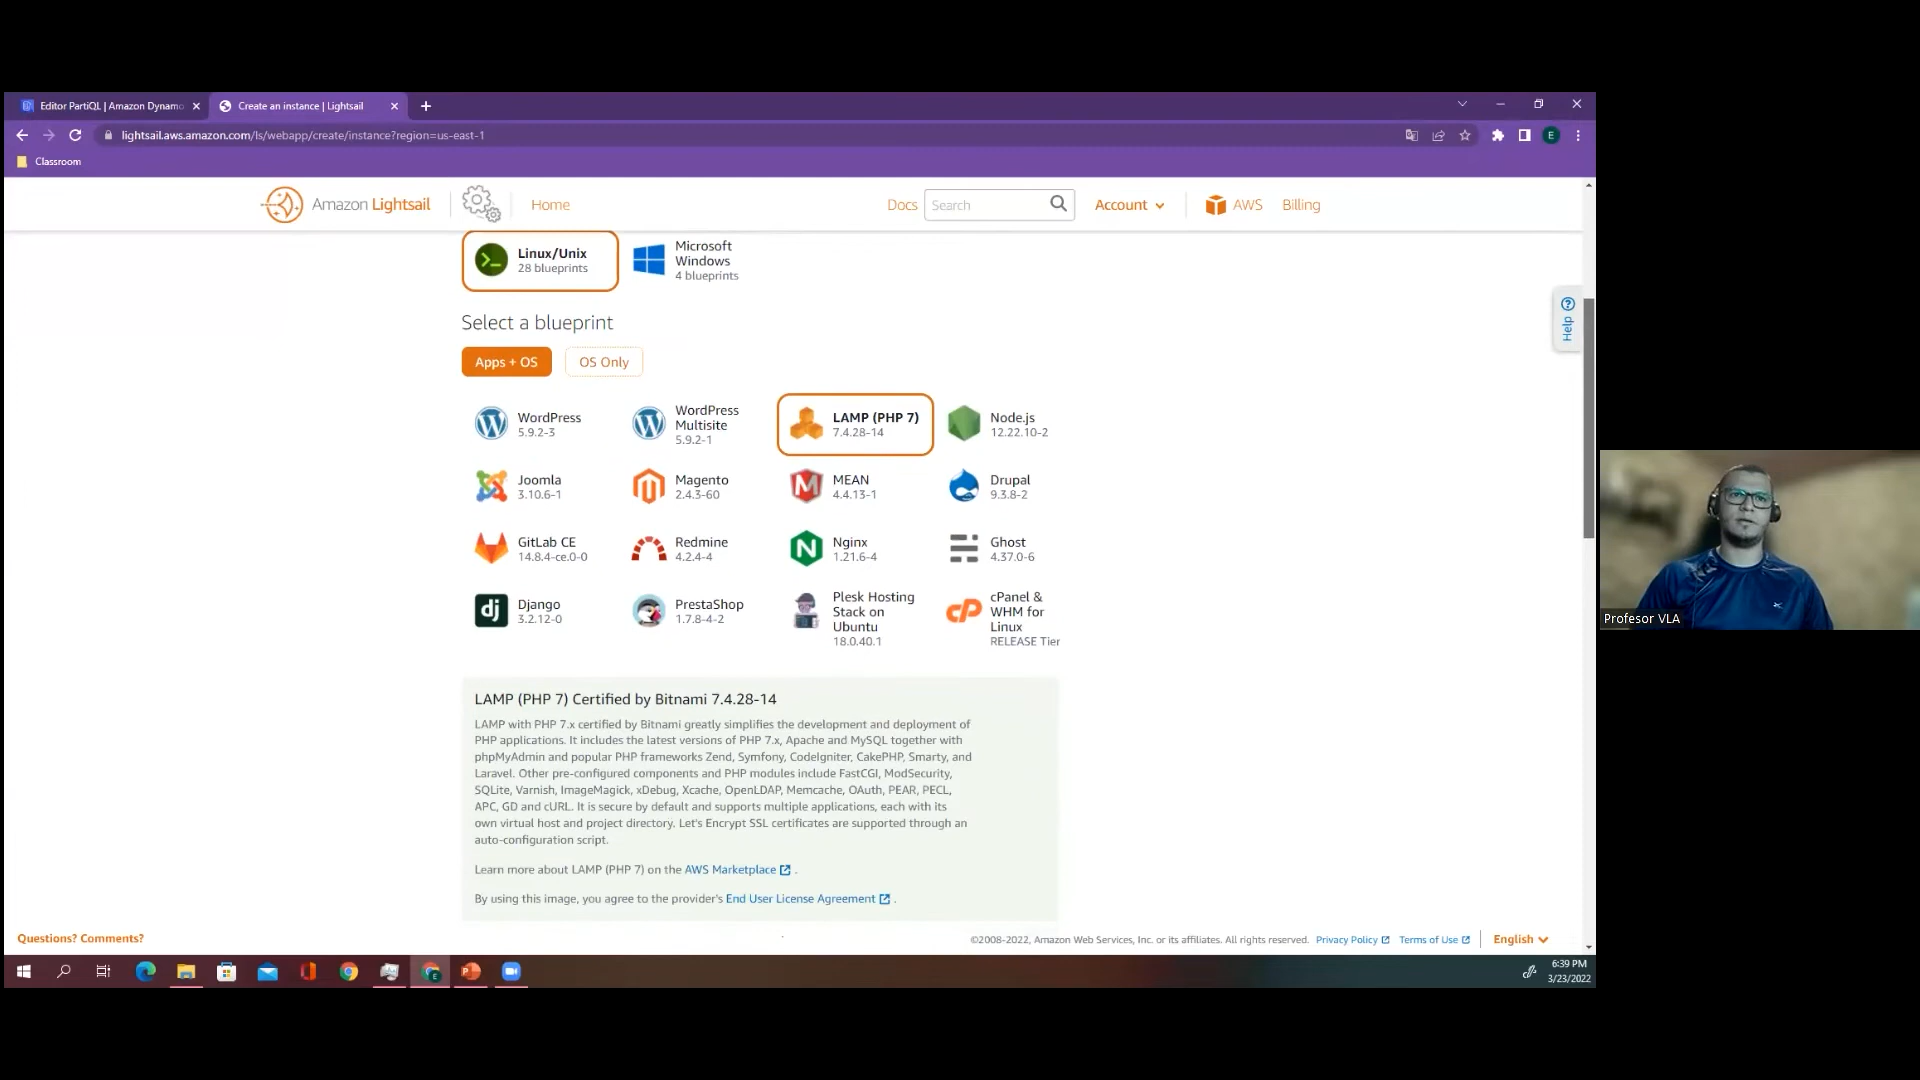 Editor PartiQL | Amazon Dynamo
Create an instance | Lightsail
lightsail.aws.amazon.com/ls/webapp/create/instance?region=us-east-1
E
Classroom
Amazon Lightsail
Home
Docs
Search
Account
AWS
Billing
Linux/Unix
28 blueprints
Microsoft
Windows
4 blueprints
Help
Select a blueprint
Apps + OS
OS Only
WordPress
5.9.2-3
WordPress
Multisite
5.9.2-1
LAMP (PHP 7)
7.4.28-14
Node.js
12.22.10-2
Joomla
3.10.6-1
Magento
2.4.3-60
MEAN
4.4.13-1
Drupal
9.3.8-2
GitLab CE
14.8.4-ce.0-0
Redmine
4.2.4-4
Nginx
1.21.6-4
Ghost
4.37.0-6
dj
Django
3.2.12-0
PrestaShop
1.7.8-4-2
Plesk Hosting
Stack on
Ubuntu
18.0.40.1
cP
cPanel &
WHM for
Linux
RELEASE Tier
Profesor VLA
LAMP (PHP 7) Certified by Bitnami 7.4.28-14
LAMP with PHP 7.x certified by Bitnami greatly simplifies the development and deployment of
PHP applications. It includes the latest versions of PHP 7.x, Apache and MySQL together with
phpMyAdmin and popular PHP frameworks Zend, Symfony, CodeIgniter, CakePHP, Smarty, and
Laravel. Other pre-configured components and PHP modules include FastCGI, ModSecurity,
SQLite, Varnish, ImageMagick, xDebug, Xcache, OpenLDAP, Memcache, OAuth, PEAR, PECL,
APC, GD and cURL. It is secure by default and supports multiple applications, each with its
own virtual host and project directory. Let's Encrypt SSL certificates are supported through an
auto-configuration script.
Learn more about LAMP (PHP 7) on the AWS Marketplace .
By using this image, you agree to the provider's End User License Agreement .
Questions? Comments?
©2008-2022, Amazon Web Services, Inc. or its affiliates. All rights reserved.
Privacy Policy
Terms of Use
English
6:39 PM
3/23/2022